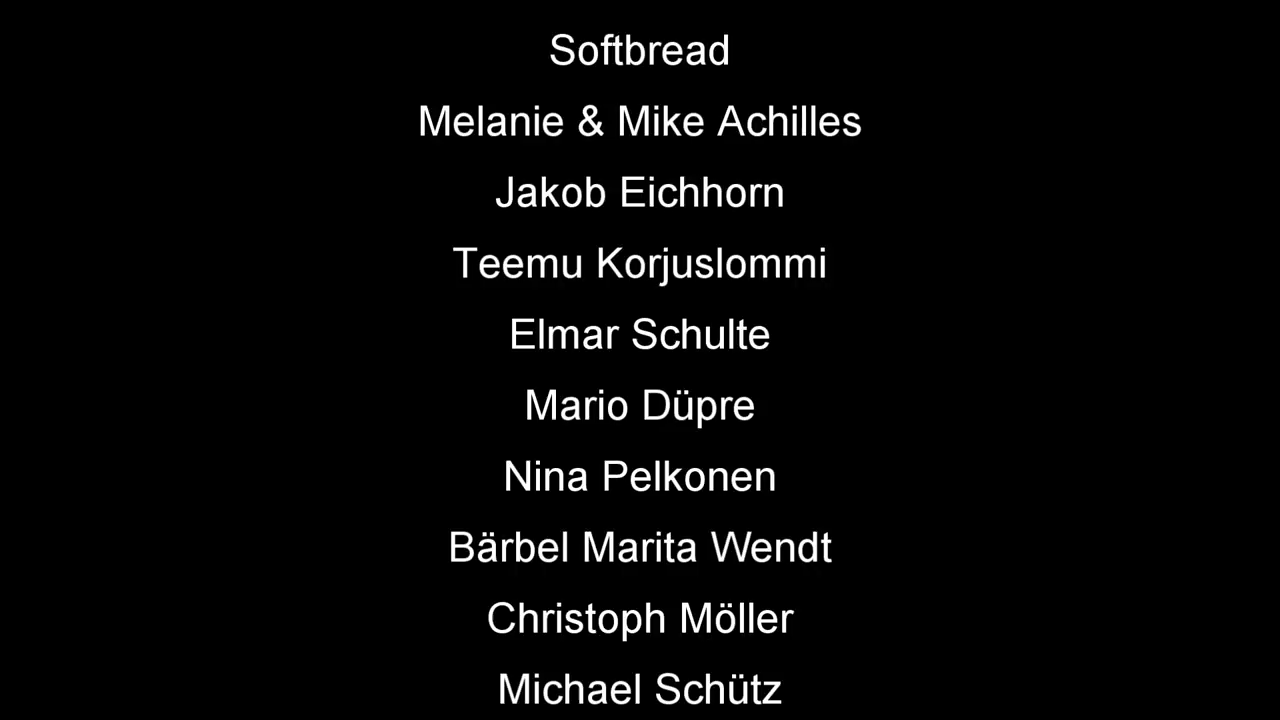 Softbread
Melanie & Mike Achilles
Jakob Eichhorn
Teemu Korjuslommi
Elmar Schulte
Mario Düpre
Nina Pelkonen
Bärbel Marita Wendt
Christoph Möller
Michael Schütz